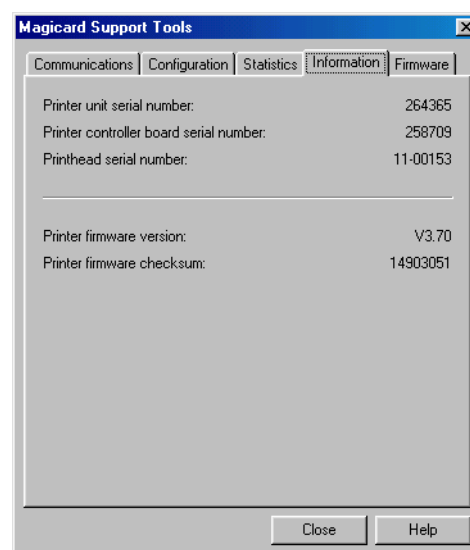 Magicard Support Tools
Communications Configuration Statistics Information Firmware
Printer unit serial number: 264365
Printer controller board serial number: 258709
Printhead serial number: 11-00153
Printer firmware version: V3.70
Printer firmware checksum: 14903051
Close Help